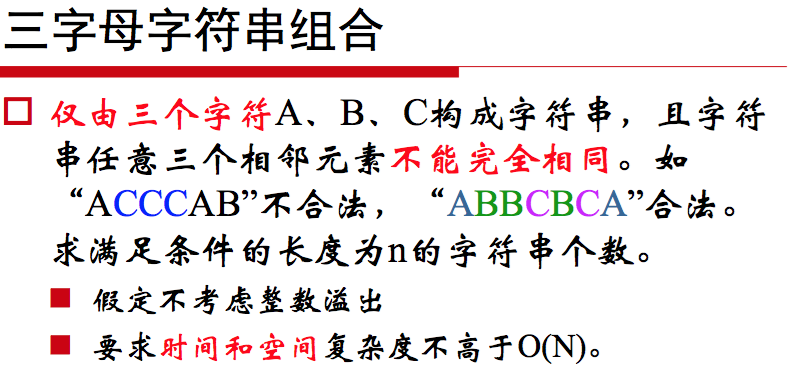 三字母字符串组合
仅由三个字符A、B、C构成字符串，且字符
串任意三个相邻元素不能完全相同。如
“ACCCAB”不合法，“ABBCBCA”合法。
求满足条件的长度为n的字符串个数。
假定不考虑整数溢出
要求时间和空间复杂度不高于O(N)。